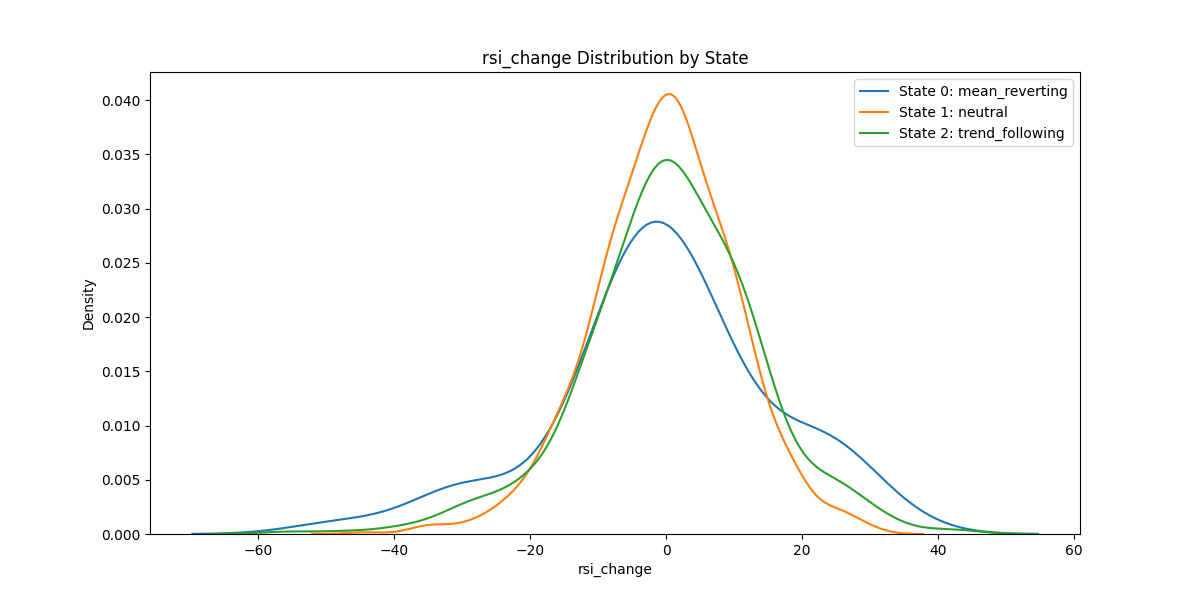 rsi_change Distribution by State
State 0: mean_reverting
State 1: neutral
State 2: trend_following
Density
0.040
0.035
0.030
0.025
0.020
0.015
0.010
0.005
0.000
−60 −40 −20 0 20 40 60
rsi_change